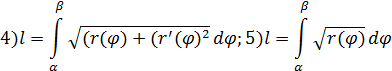 4) l = ∫_α^β √((r(φ) + (r′(φ)² dφ; 5) l = ∫_α^β √(r(φ)) dφ